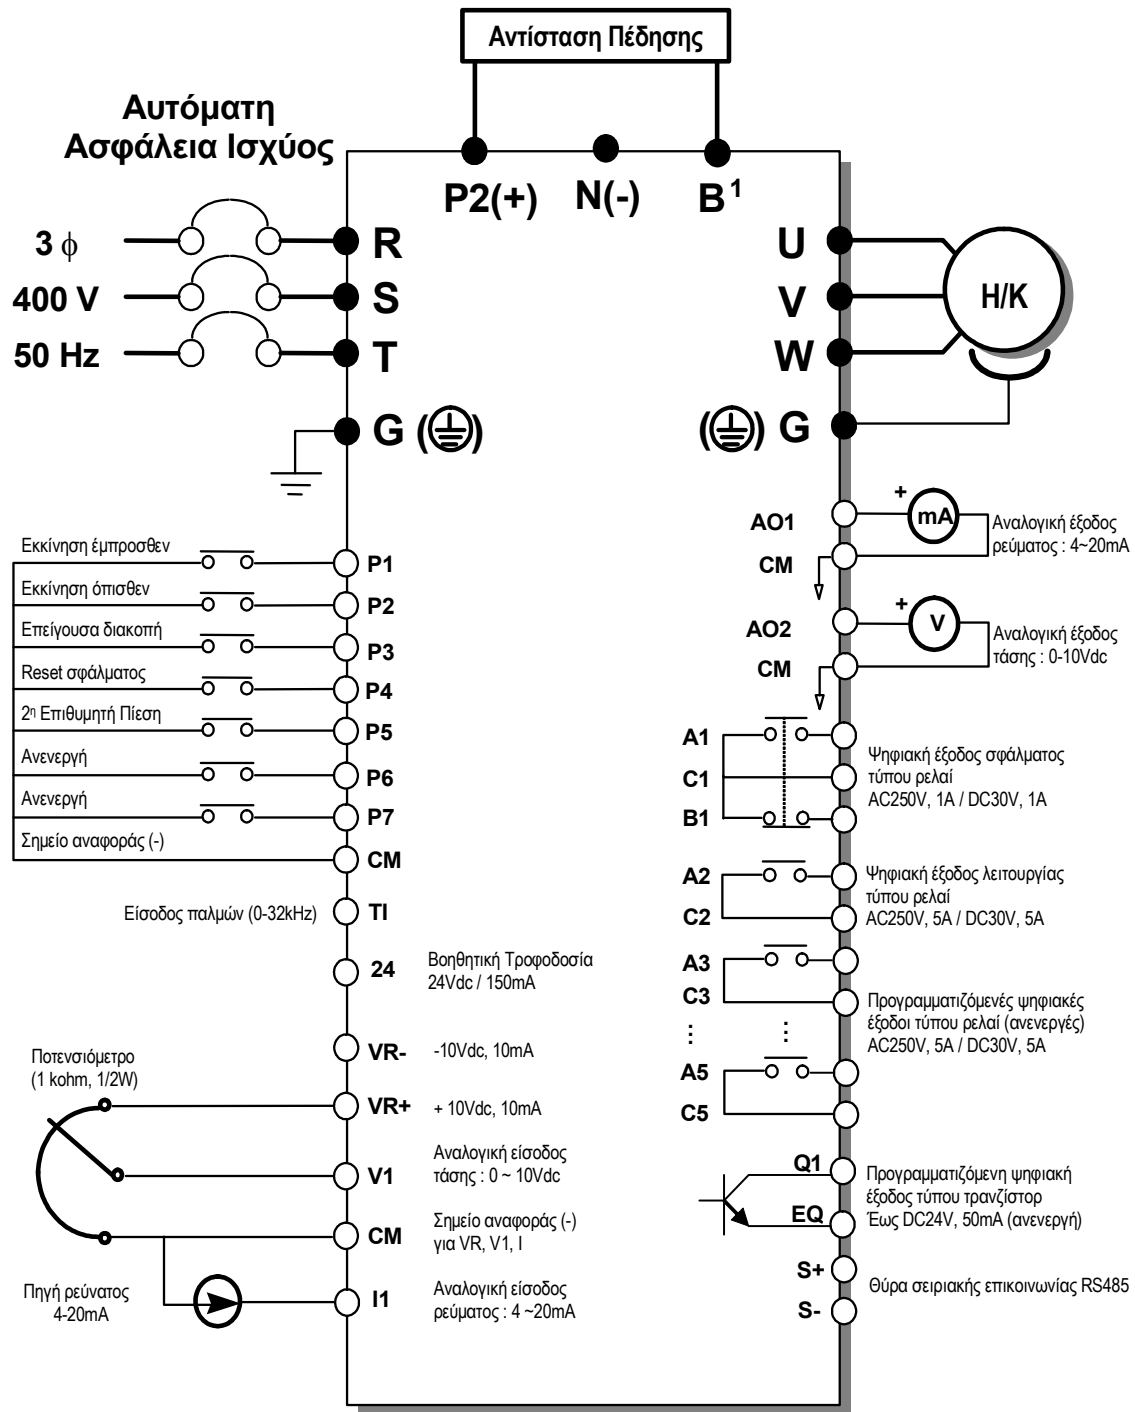 Αντίσταση Πέδησης
Αυτόματη
Ασφάλεια Ισχύος
P2(+)
N(-)
B 1
3 ϕ
R
400 V
S
50 Hz
T
G
U
V
W
H/K
G
Εκκίνηση έμπροσθεν
P1
Εκκίνηση όπισθεν
P2
Επείγουσα διακοπή
P3
Reset σφάλματος
P4
2η Επιθυμητή Πίεση
P5
Ανενεργή
P6
Ανενεργή
P7
Σημείο αναφοράς (-)
CM
Είσοδος παλμών (0-32kHz)
TI
24
Βοηθητική Τροφοδοσία
24Vdc / 150mA
VR-
-10Vdc, 10mA
Ποτενσιόμετρο
(1 kohm, 1/2W)
VR+
+ 10Vdc, 10mA
V1
Αναλογική είσοδος
τάσης : 0 ~ 10Vdc
CM
Σημείο αναφοράς (-)
για VR, V1, I
Πηγή ρεύνατος
4-20mA
I1
Αναλογική είσοδος
ρεύματος : 4 ~20mA
AO1
+
mA
CM
Αναλογική έξοδος
ρεύματος : 4~20mA
AO2
+
V
CM
Αναλογική έξοδος
τάσης : 0-10Vdc
A1
C1
B1
Ψηφιακή έξοδος σφάλματος
τύπου ρελαί
AC250V, 1A / DC30V, 1A
A2
C2
Ψηφιακή έξοδος λειτουργίας
τύπου ρελαί
AC250V, 5A / DC30V, 5A
A3
C3
A5
C5
Προγραμματιζόμενές ψηφιακές
έξοδοι τύπου ρελαί (ανενεργές)
AC250V, 5A / DC30V, 5A
Q1
EQ
Προγραμματιζόμενη ψηφιακή
έξοδος τύπου τρανζίστορ
Έως DC24V, 50mA (ανενεργή)
S+
S-
Θύρα σειριακής επικοινωνίας RS485